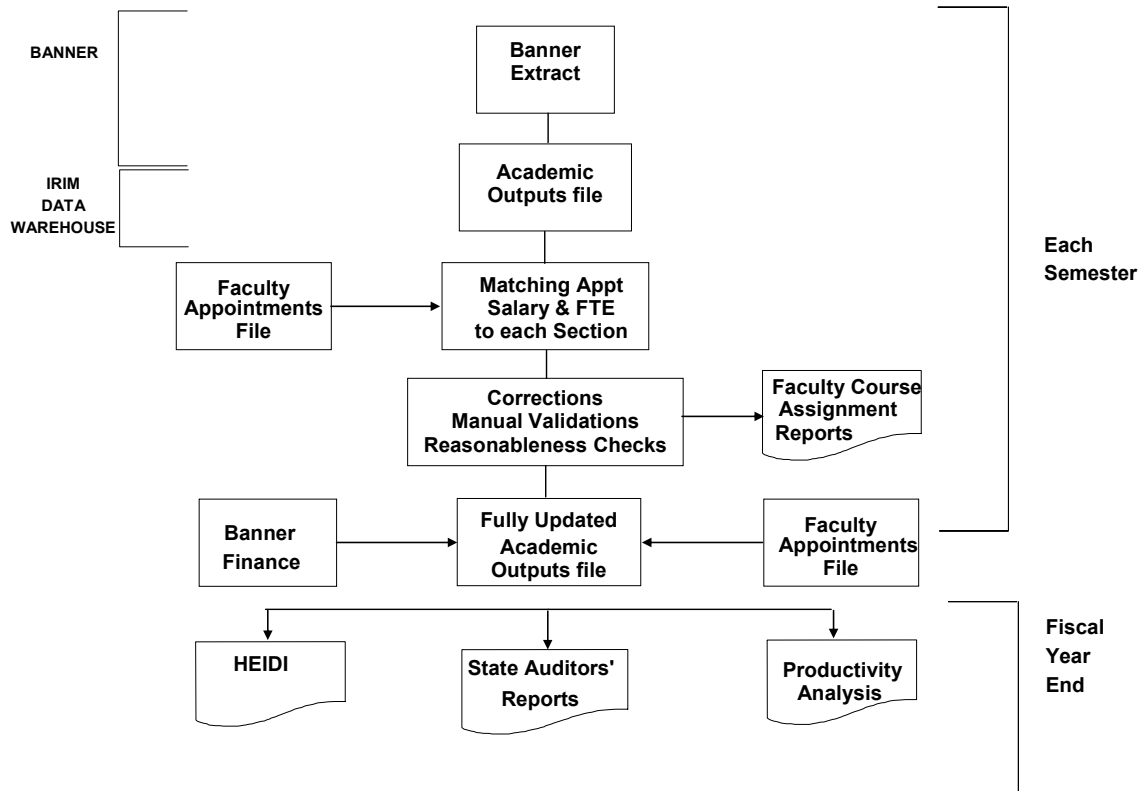 BANNER
Banner
Extract
IRIM
DATA
WAREHOUSE
Academic
Outputs file
Each
Semester
Faculty
Appointments
File
Matching Appt
Salary & FTE
to each Section
Corrections
Manual Validations
Reasonableness Checks
Faculty Course
Assignment
Reports
Banner
Finance
Fully Updated
Academic
Outputs file
Faculty
Appointments
File
HEIDI
State Auditors'
Reports
Productivity
Analysis
Fiscal
Year
End